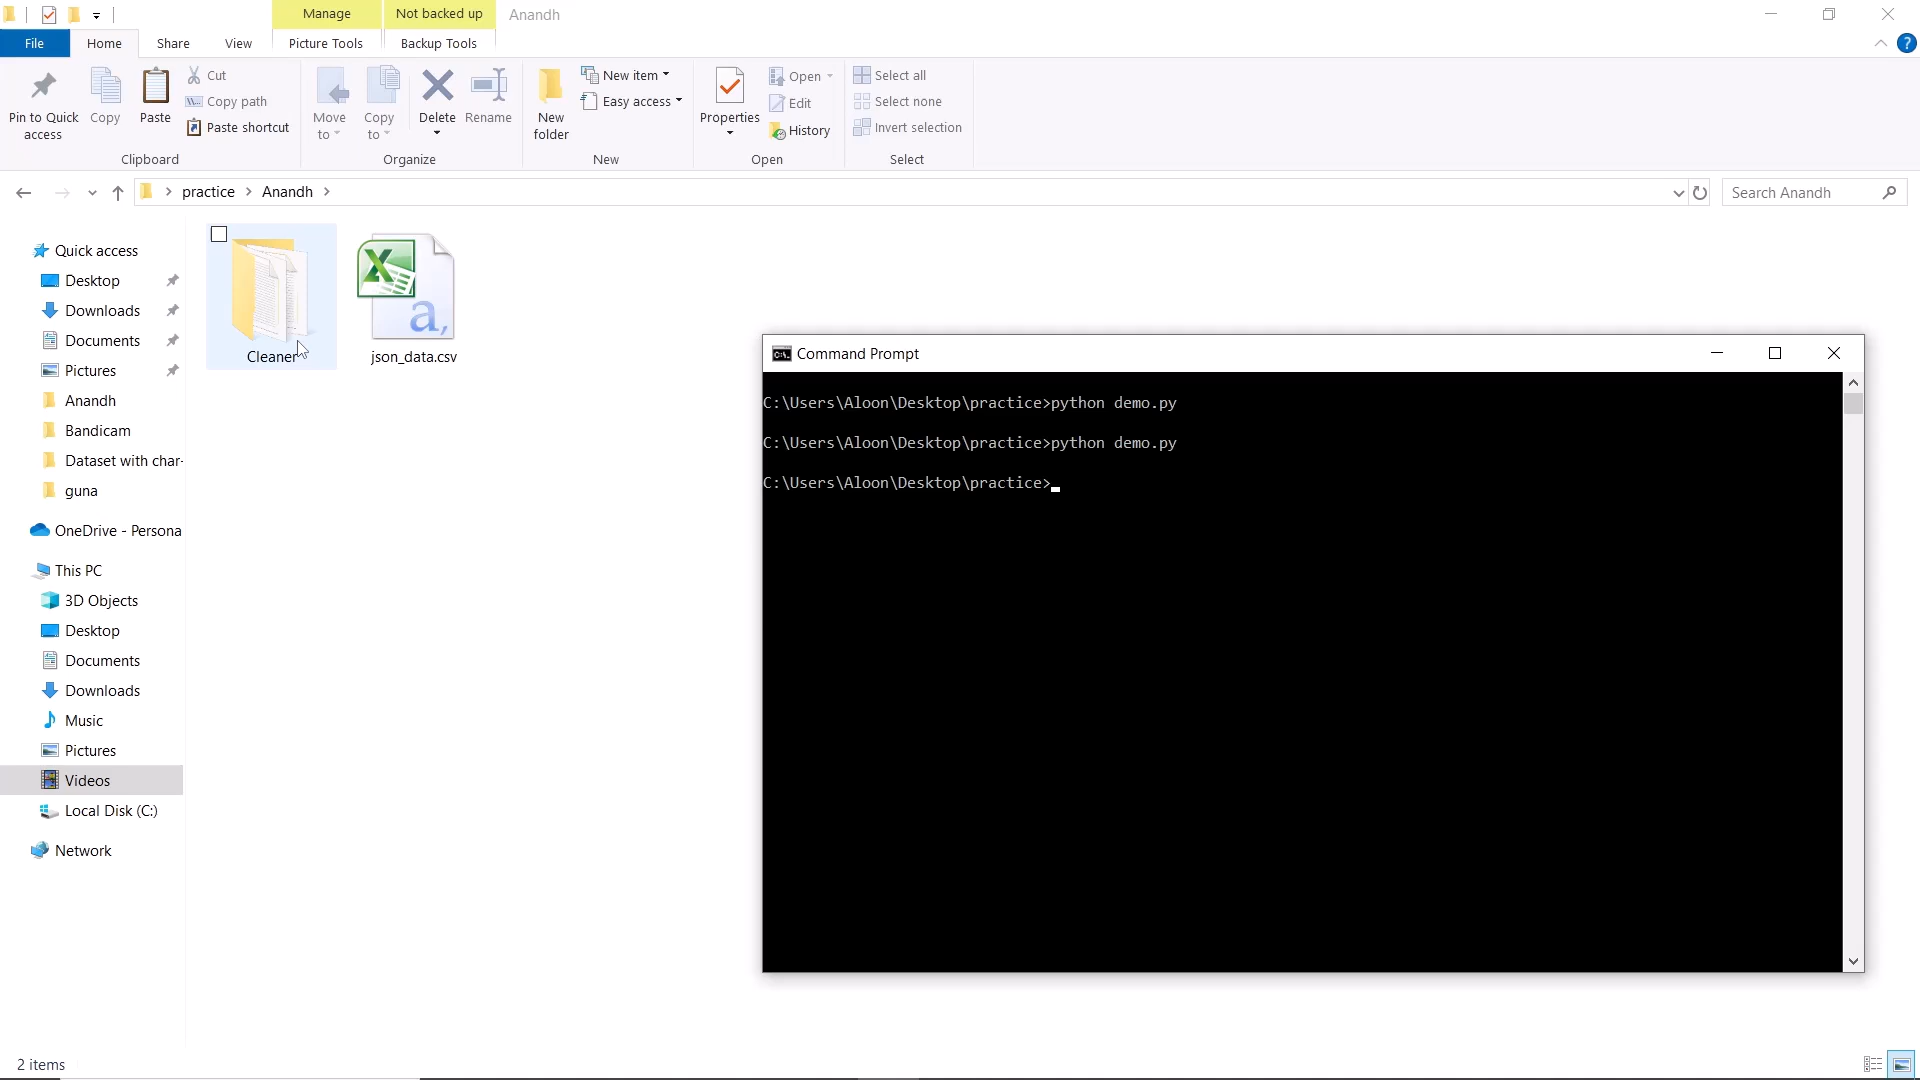 Manage
Not backed up
Anandh
File
Home
Share
View
Picture Tools
Backup Tools
Pin to Quick access
Copy
Paste
Cut
Copy path
Paste shortcut
Clipboard
Move to
Copy to
Delete
Rename
Organize
New folder
New item
Easy access
New
Properties
Open
Edit
History
Open
Select all
Select none
Invert selection
Select
practice
Anandh
Search Anandh
Quick access
Desktop
Downloads
Documents
Pictures
Anandh
Bandicam
Dataset with char-
guna
OneDrive - Persona
This PC
3D Objects
Desktop
Documents
Downloads
Music
Pictures
Videos
Local Disk (C:)
Network
Cleaner
json_data.csv
a,
Command Prompt
C:\Users\Aloon\Desktop\practice>python demo.py
C:\Users\Aloon\Desktop\practice>python demo.py
C:\Users\Aloon\Desktop\practice>
2 items